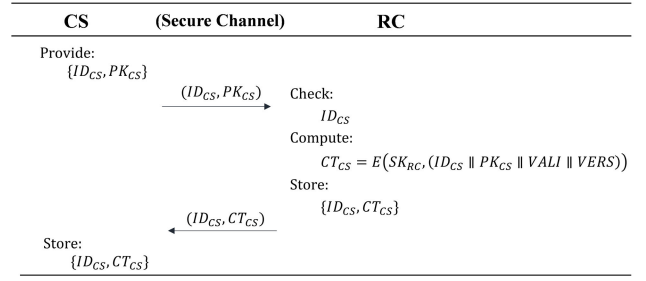 CS (Secure Channel) RC
Provide:
{ID_CS, PK_CS}
(ID_CS, PK_CS)
Check:
ID_CS
Compute:
CT_CS = E(SK_RC, (ID_CS ∥ PK_CS ∥ VALI ∥ VERS))
Store:
{ID_CS, CT_CS}
(ID_CS, CT_CS)
Store:
{ID_CS, CT_CS}